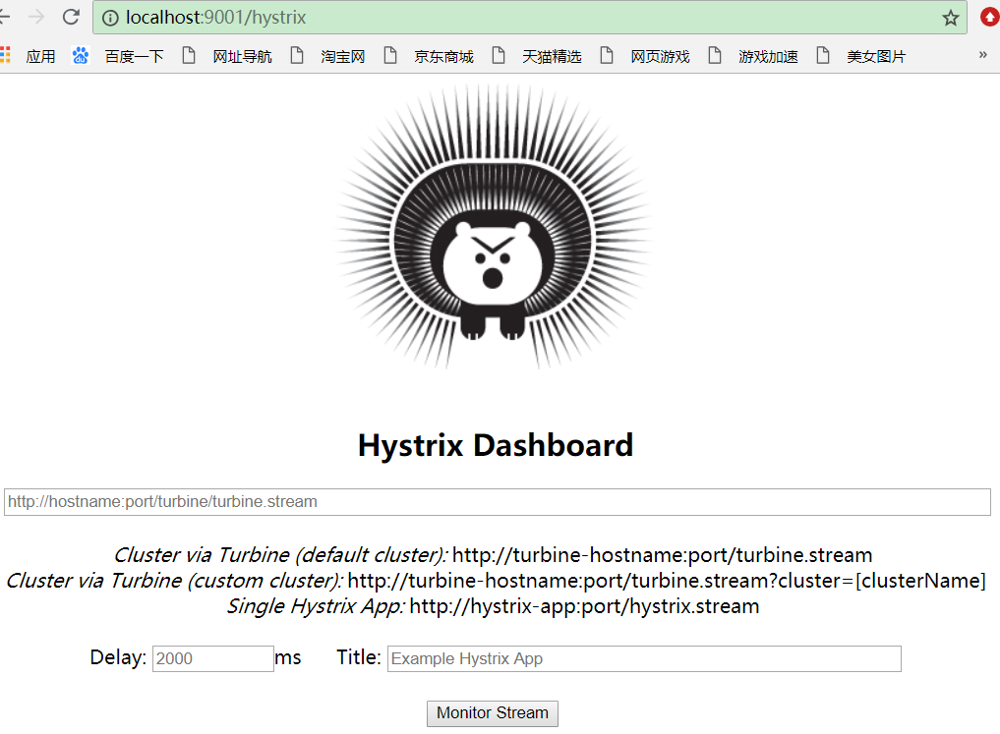 localhost:9001/hystrix
应用 百度一下 网址导航 淘宝网 京东商城 天猫精选 网页游戏 游戏加速 美女图片 »
Hystrix Dashboard
http://hostname:port/turbine/turbine.stream
Cluster via Turbine (default cluster): http://turbine-hostname:port/turbine.stream
Cluster via Turbine (custom cluster): http://turbine-hostname:port/turbine.stream?cluster=[clusterName]
Single Hystrix App: http://hystrix-app:port/hystrix.stream
Delay: 2000 ms Title: Example Hystrix App
Monitor Stream